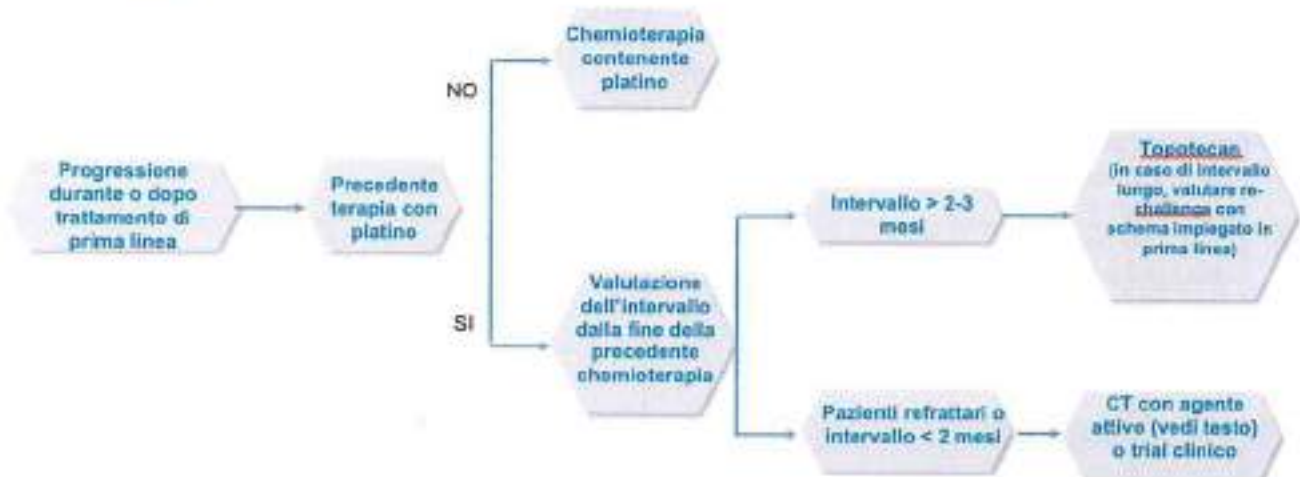 Progressione
durante o dopo
trattamento di
prima linea
Precedente
terapia con
platino
NO
Chemioterapia
contenente
platino
SI
Valutazione
dell'intervallo
dalla fine della
precedente
chemioterapia
Intervallo > 2-3
mesi
Topotecan
(in caso di intervallo
lungo, valutare re-
challenge con
schema impiegato in
prima linea)
Pazienti refrattari o
intervallo < 2 mesi
CT con agente
attivo (vedi testo)
o trial clinico